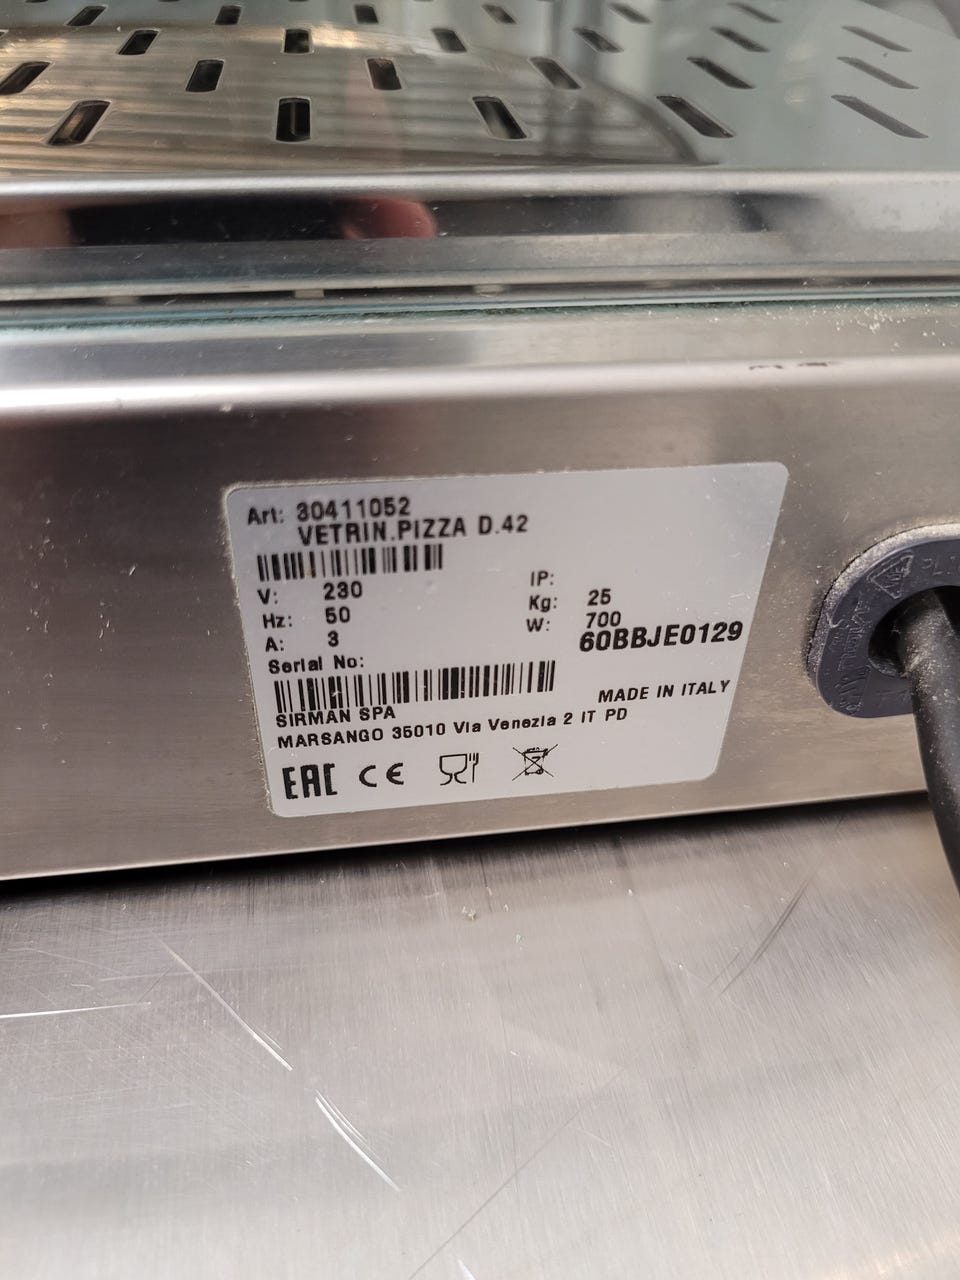 Art: 30411052
VETRIN.PIZZA D.42
V: 230
Hz: 50
A: 3
IP:
Kg: 25
W: 700
Serial No:
60BBJE0129
SIRMAN SPA
MADE IN ITALY
MARSANGO 35010 Via Venezia 2 IT PD
EAC CE